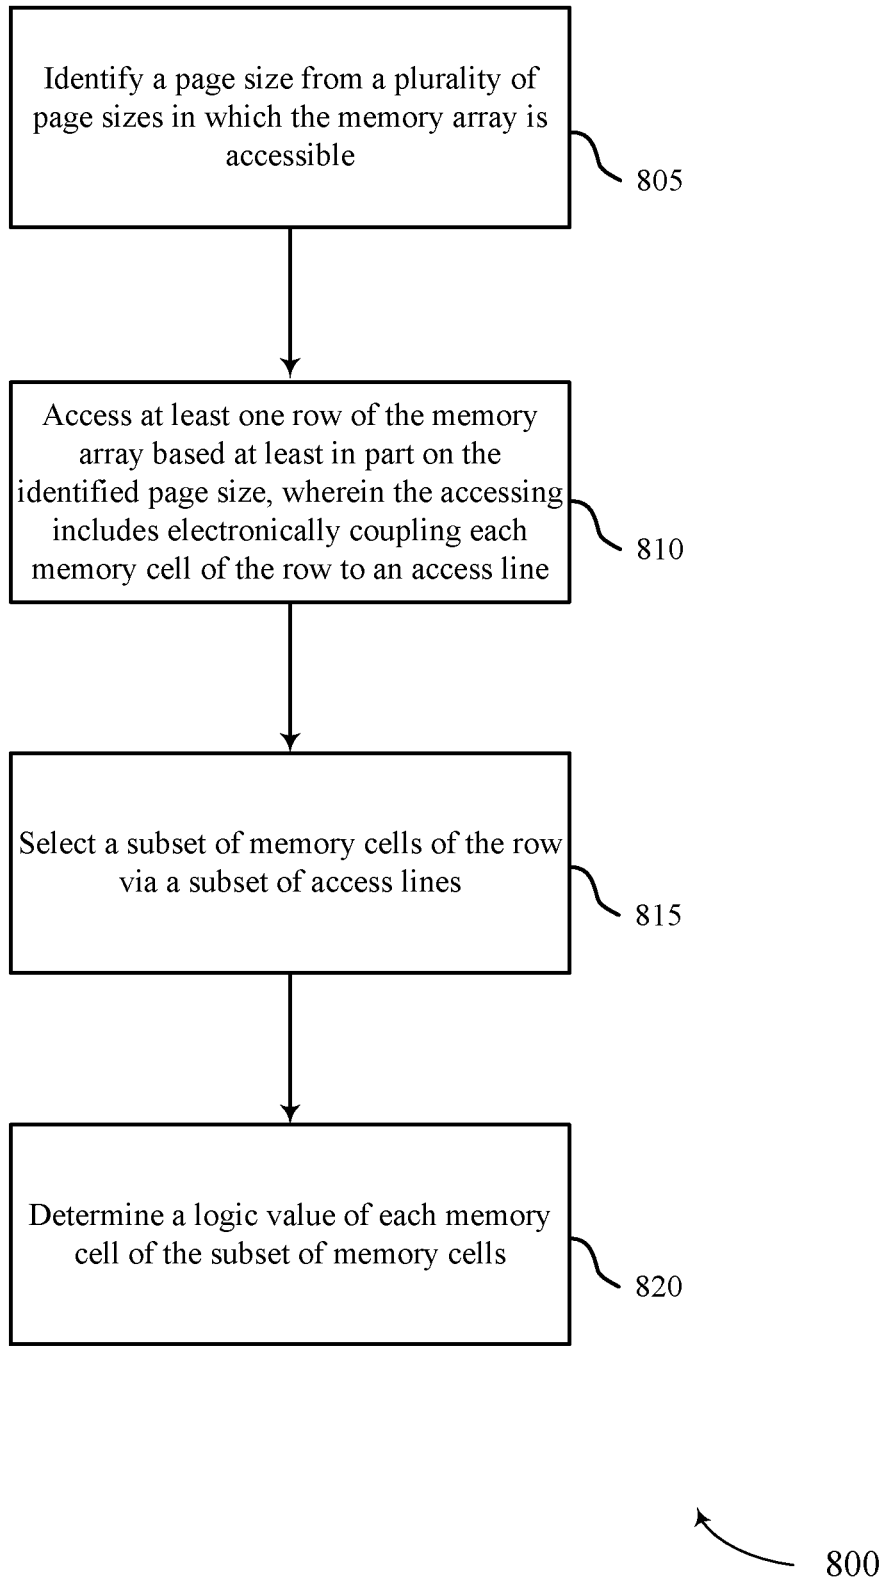 Identify a page size from a plurality of
page sizes in which the memory array is
accessible
805
Access at least one row of the memory
array based at least in part on the
identified page size, wherein the accessing
includes electronically coupling each
memory cell of the row to an access line
810
Select a subset of memory cells of the row
via a subset of access lines
815
Determine a logic value of each memory
cell of the subset of memory cells
820
800